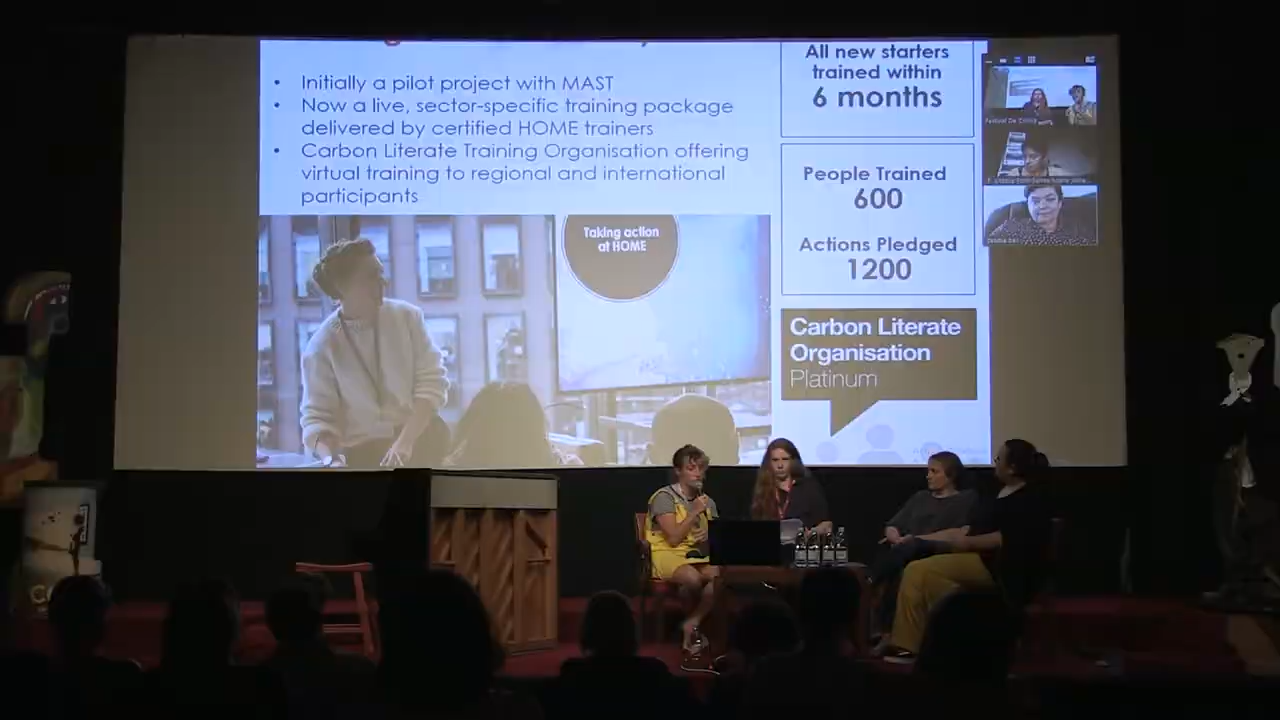 • Initially a pilot project with MAST
• Now a live, sector-specific training package
delivered by certified HOME trainers
• Carbon Literate Training Organisation offering
virtual training to regional and international
participants
Taking action
at HOME
All new starters
trained within
6 months
People Trained
600
Actions Pledged
1200
Carbon Literate
Organisation
Platinum